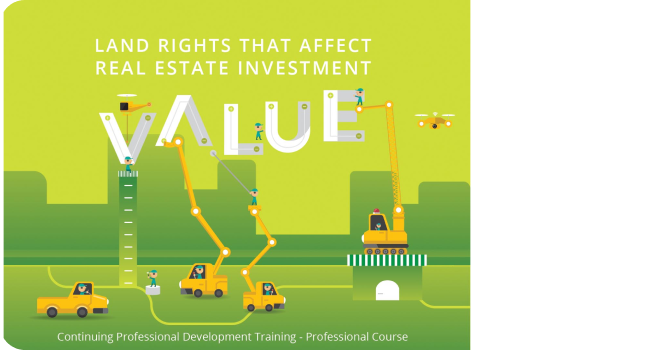 LAND RIGHTS THAT AFFECT
REAL ESTATE INVESTMENT
VALUE
Continuing Professional Development Training - Professional Course